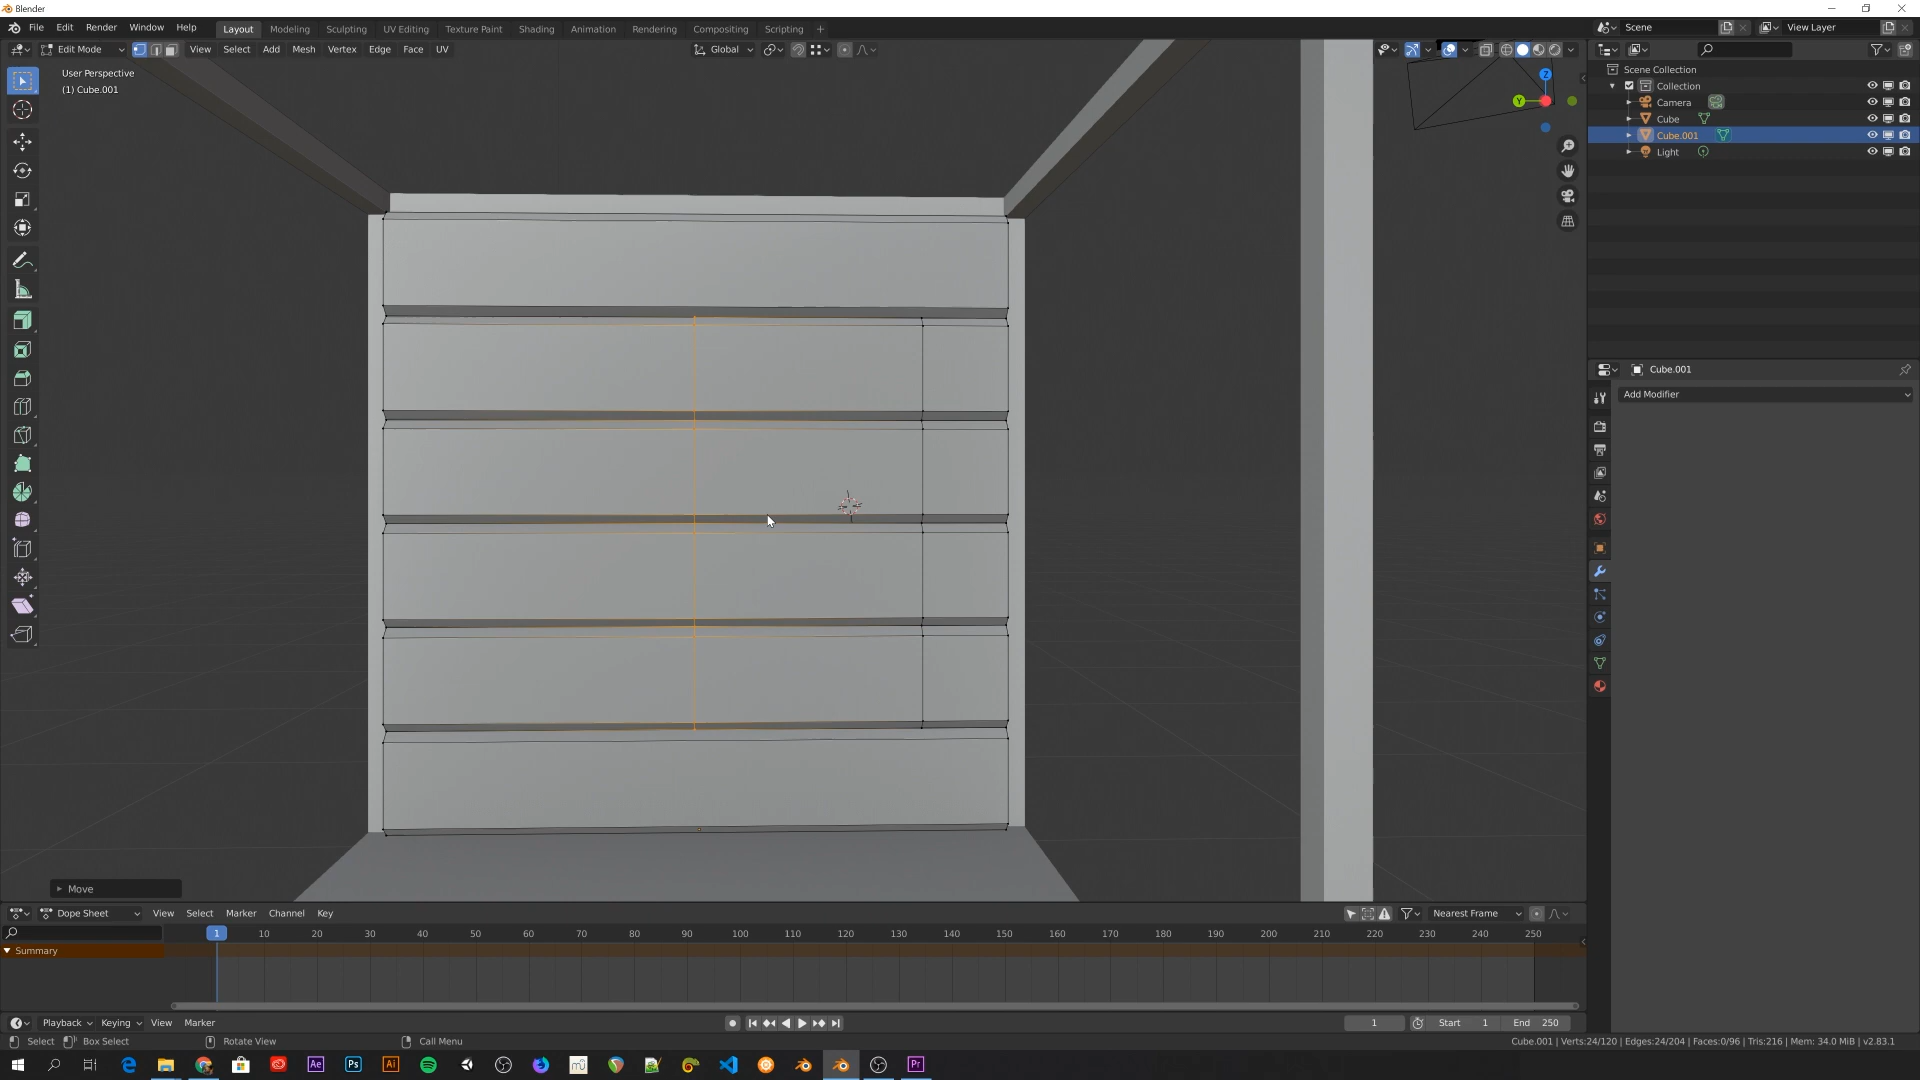 Blender
File Edit Render Window Help
Layout Modeling Sculpting UV Editing Texture Paint Shading Animation Rendering Compositing Scripting +
Scene
View Layer
Edit Mode View Select Add Mesh Vertex Edge Face UV
Global
User Perspective
(1) Cube.001
Z
Y
Scene Collection
Collection
Camera
Cube
Cube.001
Light
Cube.001
Add Modifier
Move
Dope Sheet View Select Marker Channel Key
Nearest Frame
1 10 20 30 40 50 60 70 80 90 100 110 120 130 140 150 160 170 180 190 200 210 220 230 240 250
Summary
Playback Keying View Marker
1 Start 1 End 250
Select Box Select Rotate View Call Menu
Cube.001 | Verts:24/120 | Edges:24/204 | Faces:0/96 | Tris:216 | Mem: 34.0 MiB | v2.83.1
Ae Ps Ai Pr